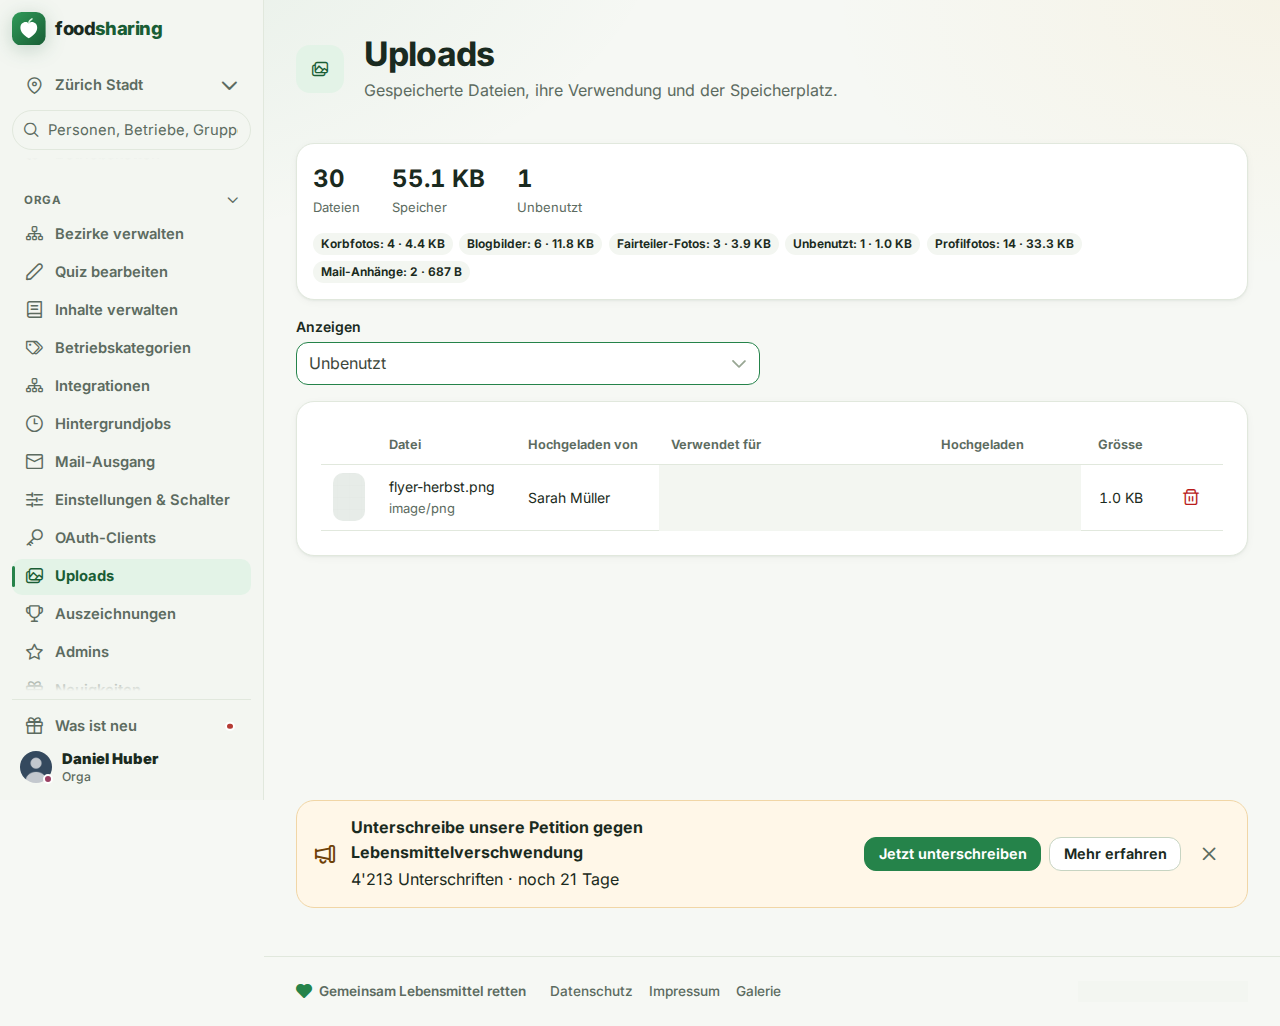 foodsharing
Zürich Stadt
Personen, Betriebe, Grupp
ORGA
Bezirke verwalten
Quiz bearbeiten
Inhalte verwalten
Betriebskategorien
Integrationen
Hintergrundjobs
Mail-Ausgang
Einstellungen & Schalter
OAuth-Clients
Uploads
Auszeichnungen
Admins
Neuigkeiten
Was ist neu
Daniel Huber
Orga
Uploads
Gespeicherte Dateien, ihre Verwendung und der Speicherplatz.
30 55.1 KB 1
Dateien Speicher Unbenutzt
Korbfotos: 4 · 4.4 KB Blogbilder: 6 · 11.8 KB Fairteiler-Fotos: 3 · 3.9 KB Unbenutzt: 1 · 1.0 KB Profilfotos: 14 · 33.3 KB
Mail-Anhänge: 2 · 687 B
Anzeigen
Unbenutzt
Datei Hochgeladen von Verwendet für Hochgeladen Grösse
flyer-herbst.png Sarah Müller 1.0 KB
image/png
Unterschreibe unsere Petition gegen
Lebensmittelverschwendung
4'213 Unterschriften · noch 21 Tage
Jetzt unterschreiben Mehr erfahren
Gemeinsam Lebensmittel retten Datenschutz Impressum Galerie